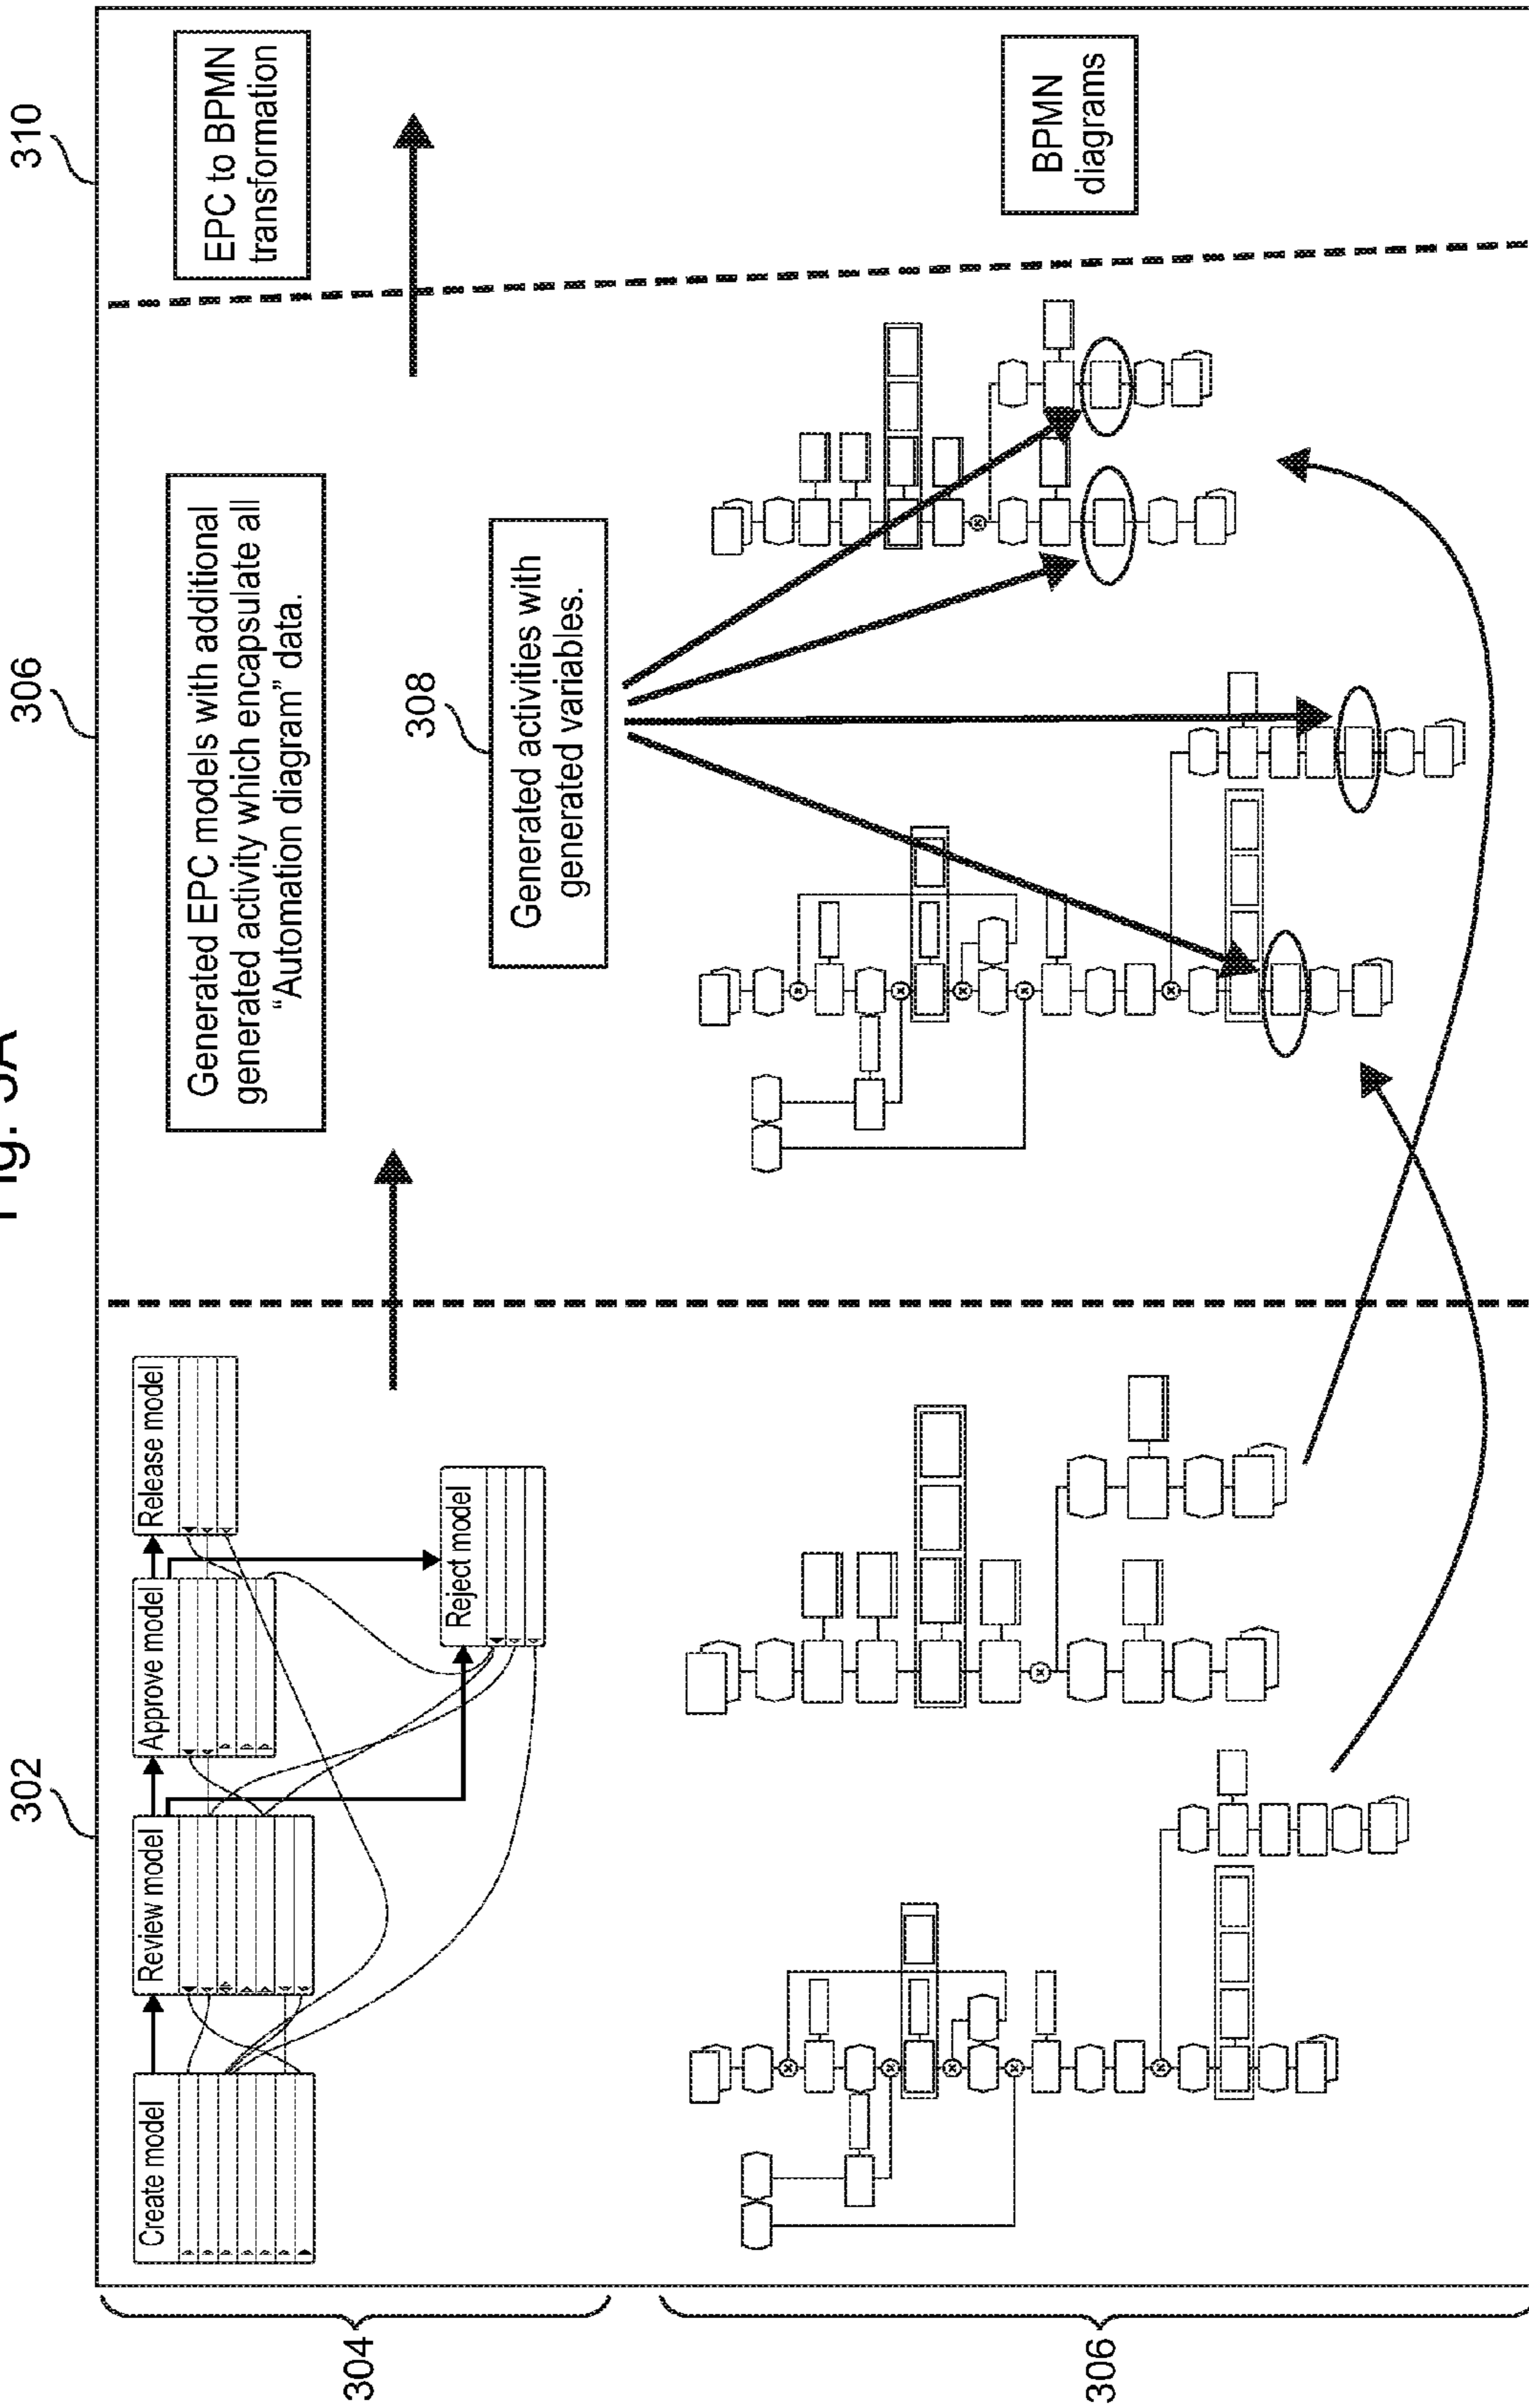 Fig. 3A
302
306
310
304
Create model
Review model
Approve model
Release model
Reject model
Generated EPC models with additional
generated activity which encapsulate all
"Automation diagram" data.
EPC to BPMN
transformation
308
Generated activities with
generated variables.
306
BPMN
diagrams